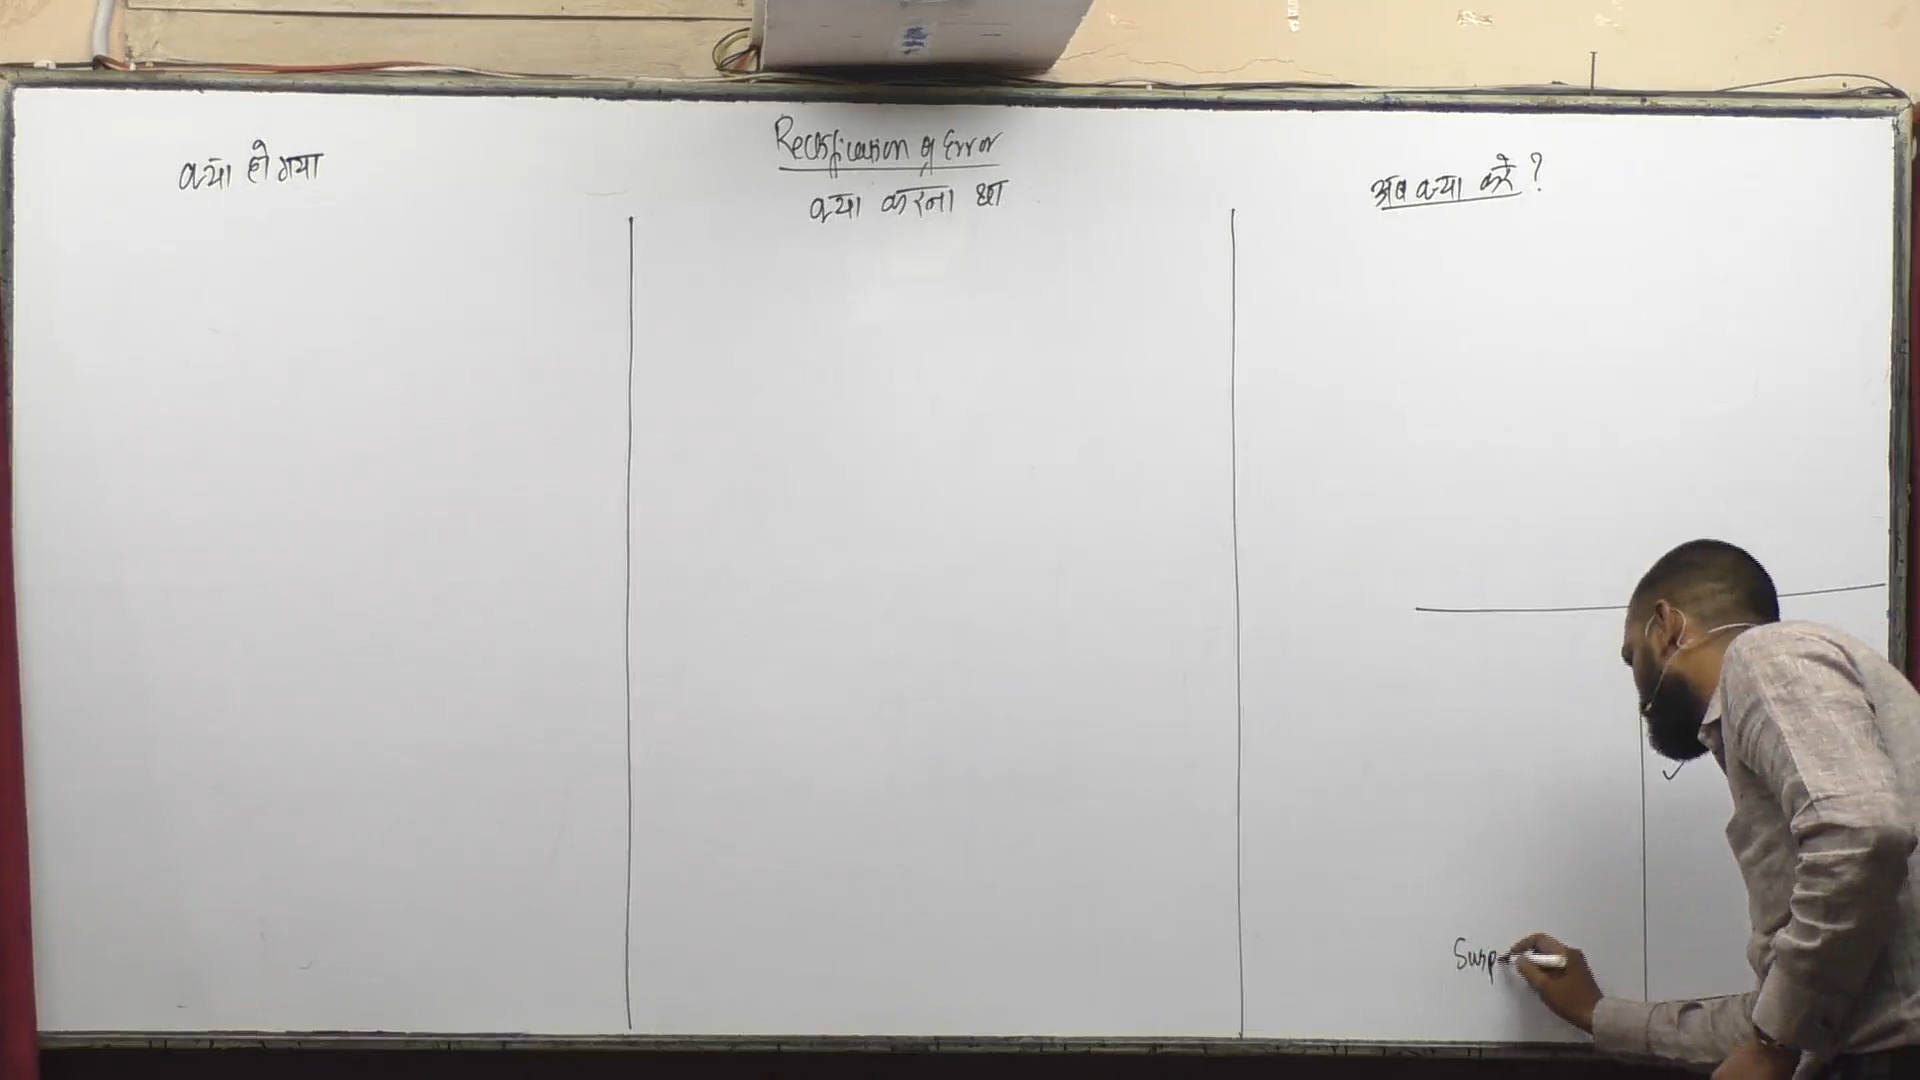 Rectification of Error
क्या हो गया
क्या करना था
अब क्या करें ?
Susp